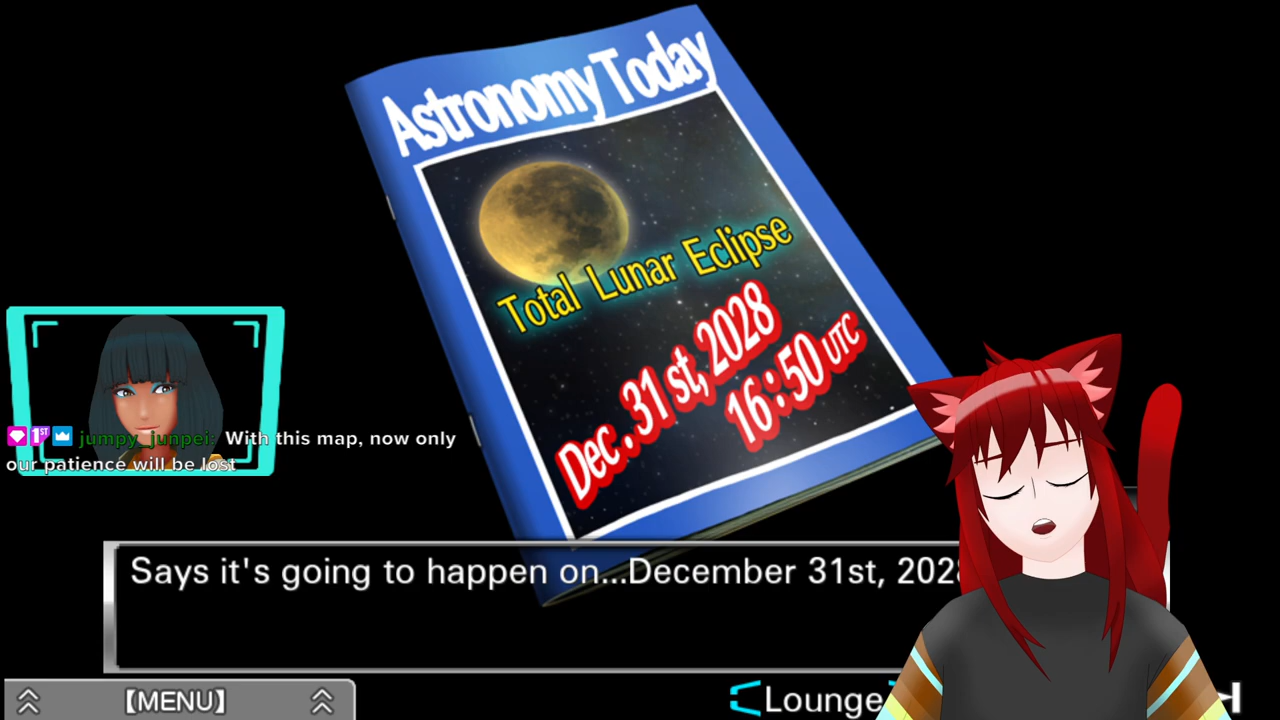 Astronomy Today
Total Lunar Eclipse
Dec. 31 st, 2028
16:50 UTC
1ST jumpy_junpei: With this map, now only
our patience will be lost
Says it's going to happen on...December 31st, 2028
【MENU】
Lounge